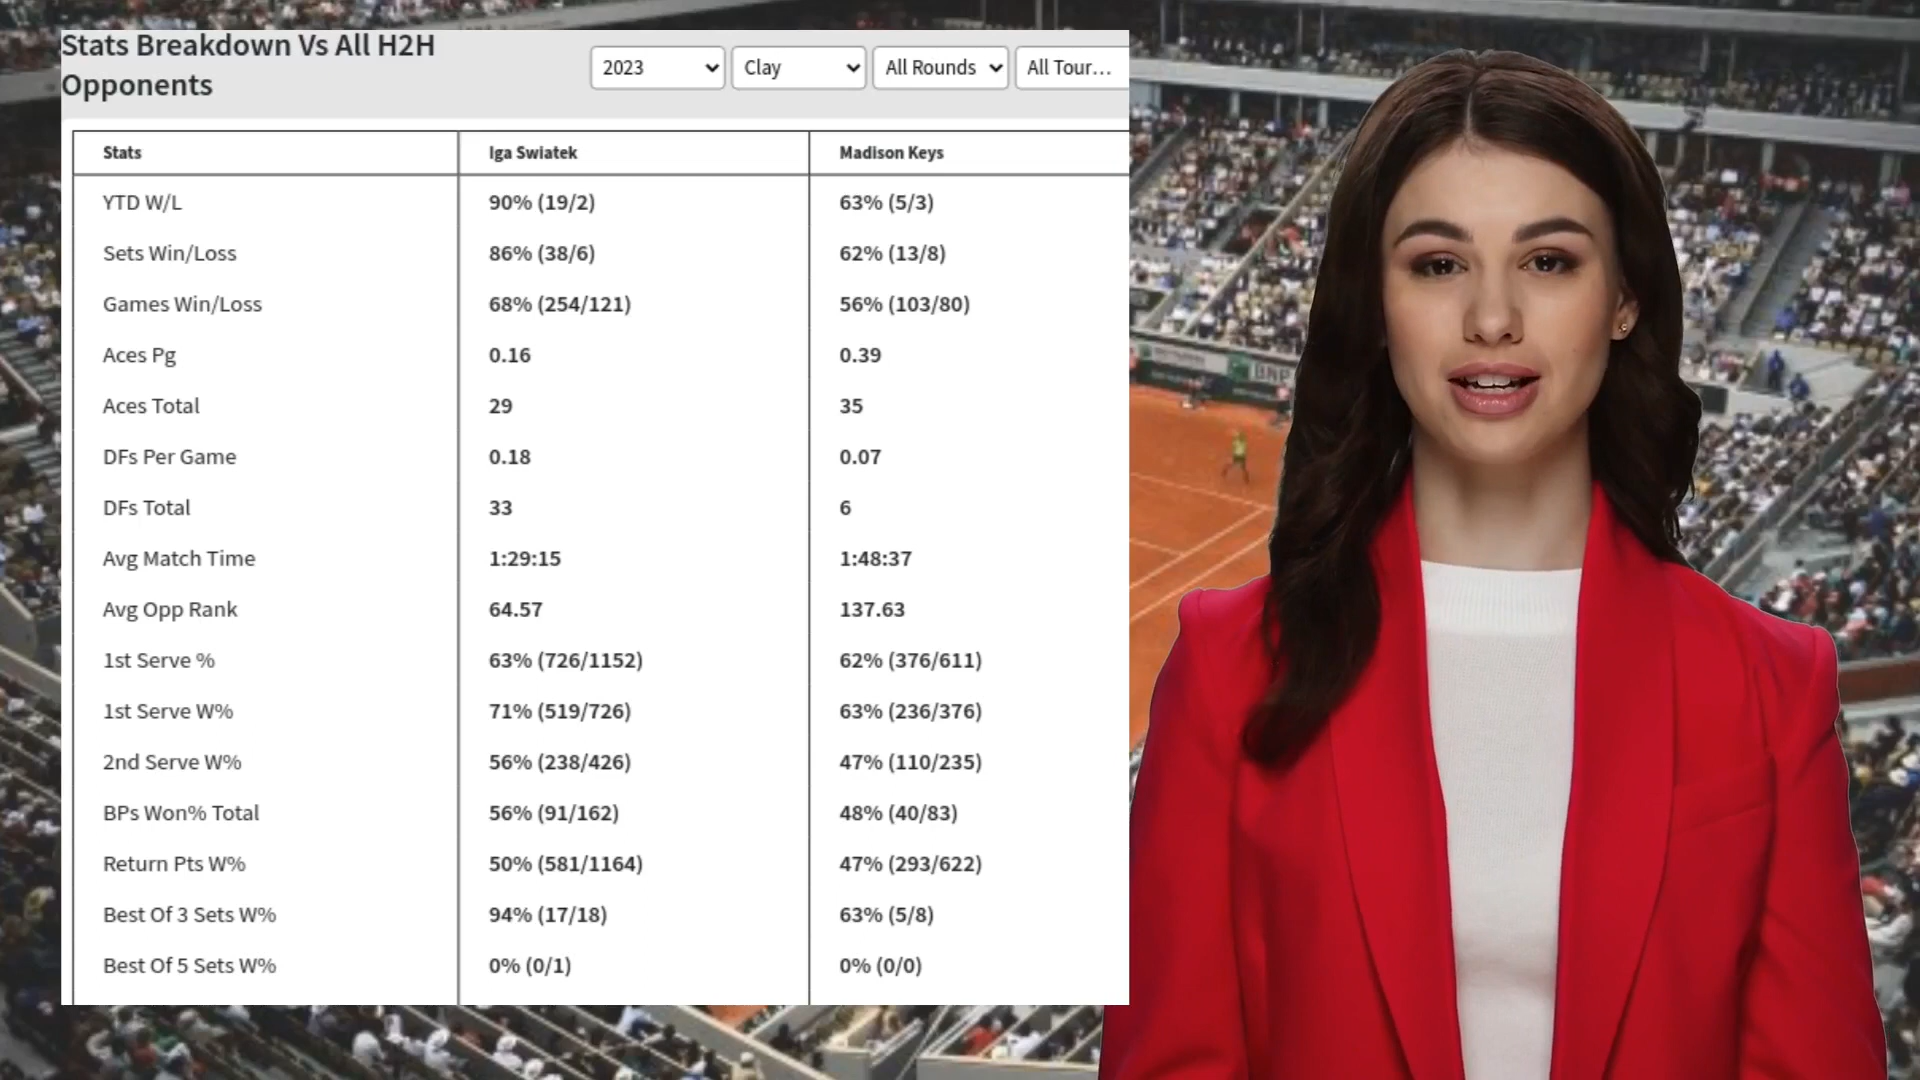 Stats Breakdown Vs All H2H
Opponents
2023 Clay All Rounds All Tour...
Stats Iga Swiatek Madison Keys
YTD W/L 90% (19/2) 63% (5/3)
Sets Win/Loss 86% (38/6) 62% (13/8)
Games Win/Loss 68% (254/121) 56% (103/80)
Aces Pg 0.16 0.39
Aces Total 29 35
DFs Per Game 0.18 0.07
DFs Total 33 6
Avg Match Time 1:29:15 1:48:37
Avg Opp Rank 64.57 137.63
1st Serve % 63% (726/1152) 62% (376/611)
1st Serve W% 71% (519/726) 63% (236/376)
2nd Serve W% 56% (238/426) 47% (110/235)
BPs Won% Total 56% (91/162) 48% (40/83)
Return Pts W% 50% (581/1164) 47% (293/622)
Best Of 3 Sets W% 94% (17/18) 63% (5/8)
Best Of 5 Sets W% 0% (0/1) 0% (0/0)
BNP